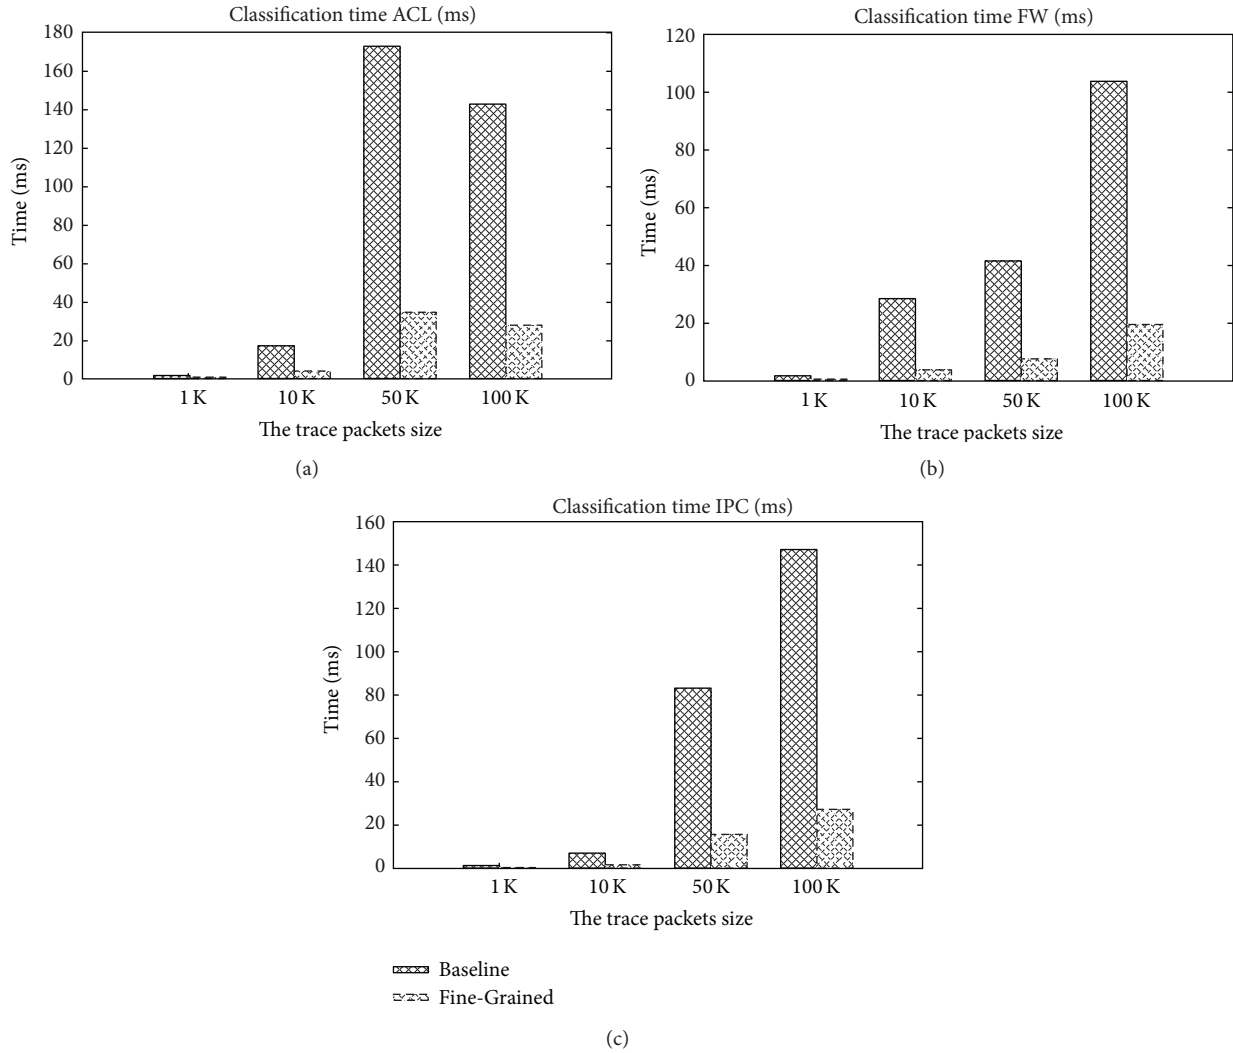 Classification time ACL (ms)
180
160
140
120
100
80
60
40
20
0
Time (ms)
1 K
10 K
50 K
100 K
The trace packets size
(a)
Classification time FW (ms)
120
100
80
60
40
20
0
Time (ms)
1 K
10 K
50 K
100 K
The trace packets size
(b)
Classification time IPC (ms)
160
140
120
100
80
60
40
20
0
Time (ms)
1 K
10 K
50 K
100 K
The trace packets size
Baseline
Fine-Grained
(c)